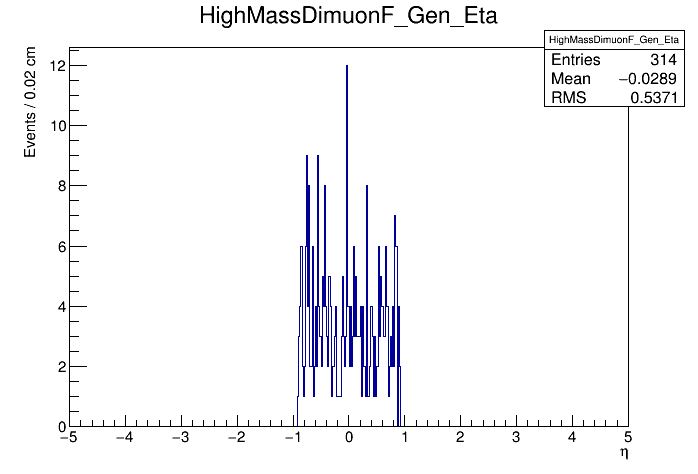 HighMassDimuonF_Gen_Eta
HighMassDimuonF_Gen_Eta
Entries 314
Mean −0.0289
RMS 0.5371
Events / 0.02 cm
12
10
8
6
4
2
0
−5 −4 −3 −2 −1 0 1 2 3 4 5
η